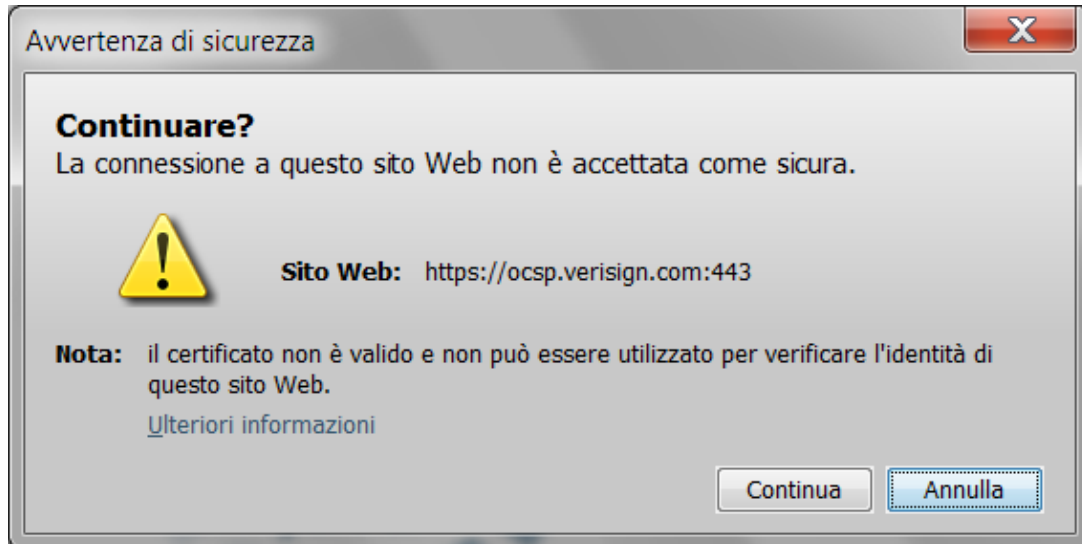 Avvertenza di sicurezza
Continuare?
La connessione a questo sito Web non è accettata come sicura.
Sito Web: https://ocsp.verisign.com:443
Nota: il certificato non è valido e non può essere utilizzato per verificare l'identità di
questo sito Web.
Ulteriori informazioni
Continua Annulla